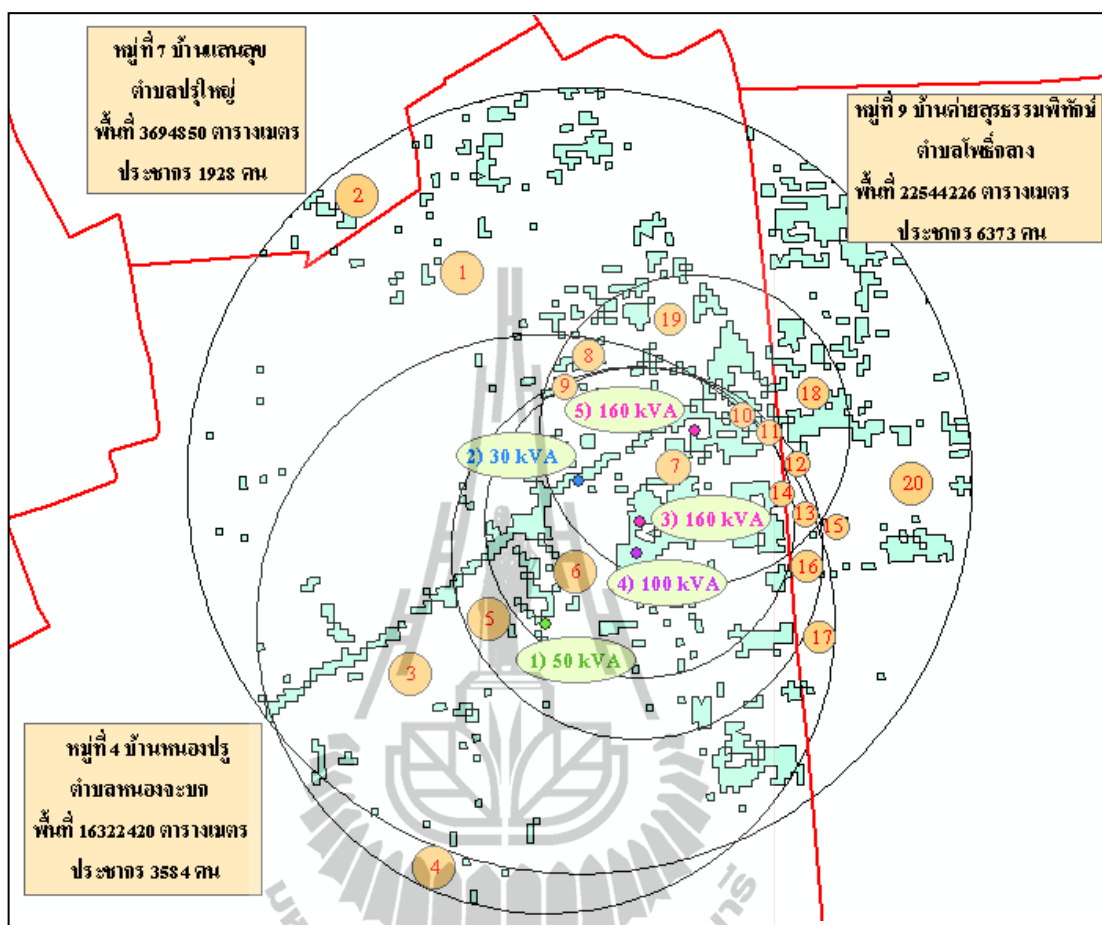 หมู่ที่ 7 บ้านแสนสุข
ตำบลปรุใหญ่
พื้นที่ 3694850 ตารางเมตร
ประชากร 1928 คน
หมู่ที่ 9 บ้านค่ายสุรธรรมพิทักษ์
ตำบลโพธิ์กลาง
พื้นที่ 22544226 ตารางเมตร
ประชากร 6373 คน
2
1
19
8
9
18
5) 160 kVA
10
11
2) 30 kVA
7
12
20
14
3) 160 kVA
13
15
6
4) 100 kVA
16
5
17
1) 50 kVA
3
หมู่ที่ 4 บ้านหนองปรุ
ตำบลหนองจะบก
พื้นที่ 16322420 ตารางเมตร
ประชากร 3584 คน
4